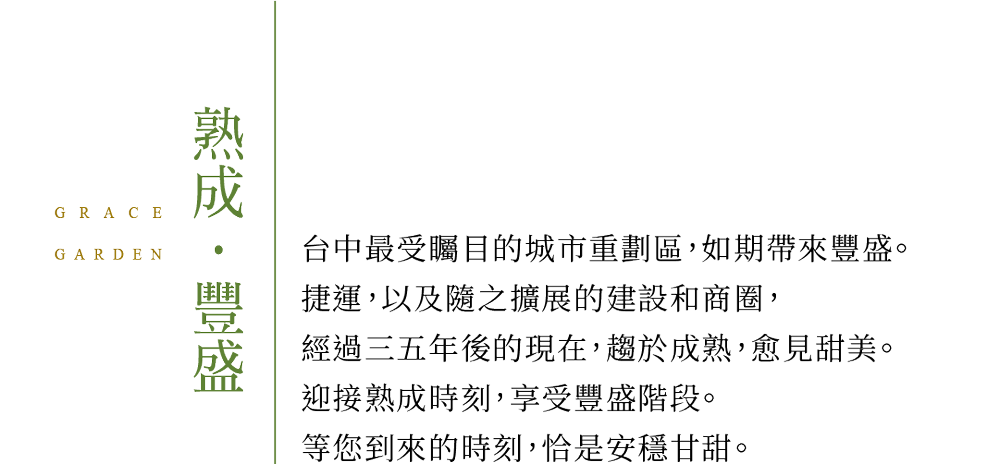 GRACE
GARDEN
熟成・豐盛
台中最受矚目的城市重劃區，如期帶來豐盛。
捷運，以及隨之擴展的建設和商圈，
經過三五年後的現在，趨於成熟，愈見甜美。
迎接熟成時刻，享受豐盛階段。
等您到來的時刻，恰是安穩甘甜。